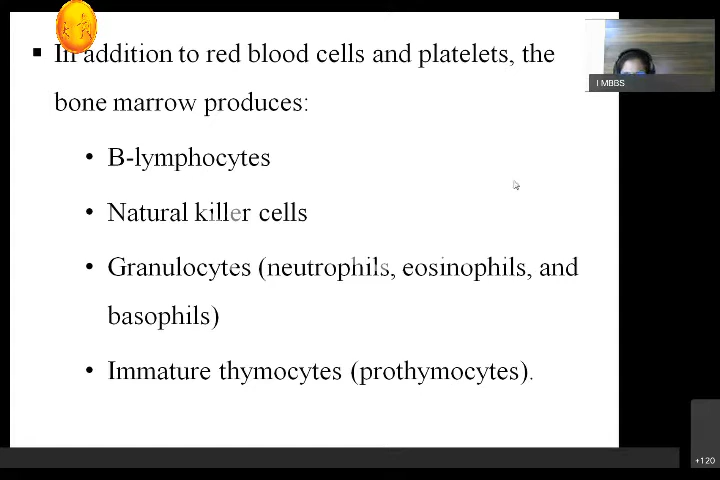 In addition to red blood cells and platelets, the
bone marrow produces:
B-lymphocytes
Natural killer cells
Granulocytes (neutrophils, eosinophils, and
basophils)
Immature thymocytes (prothymocytes).
I MBBS
+120